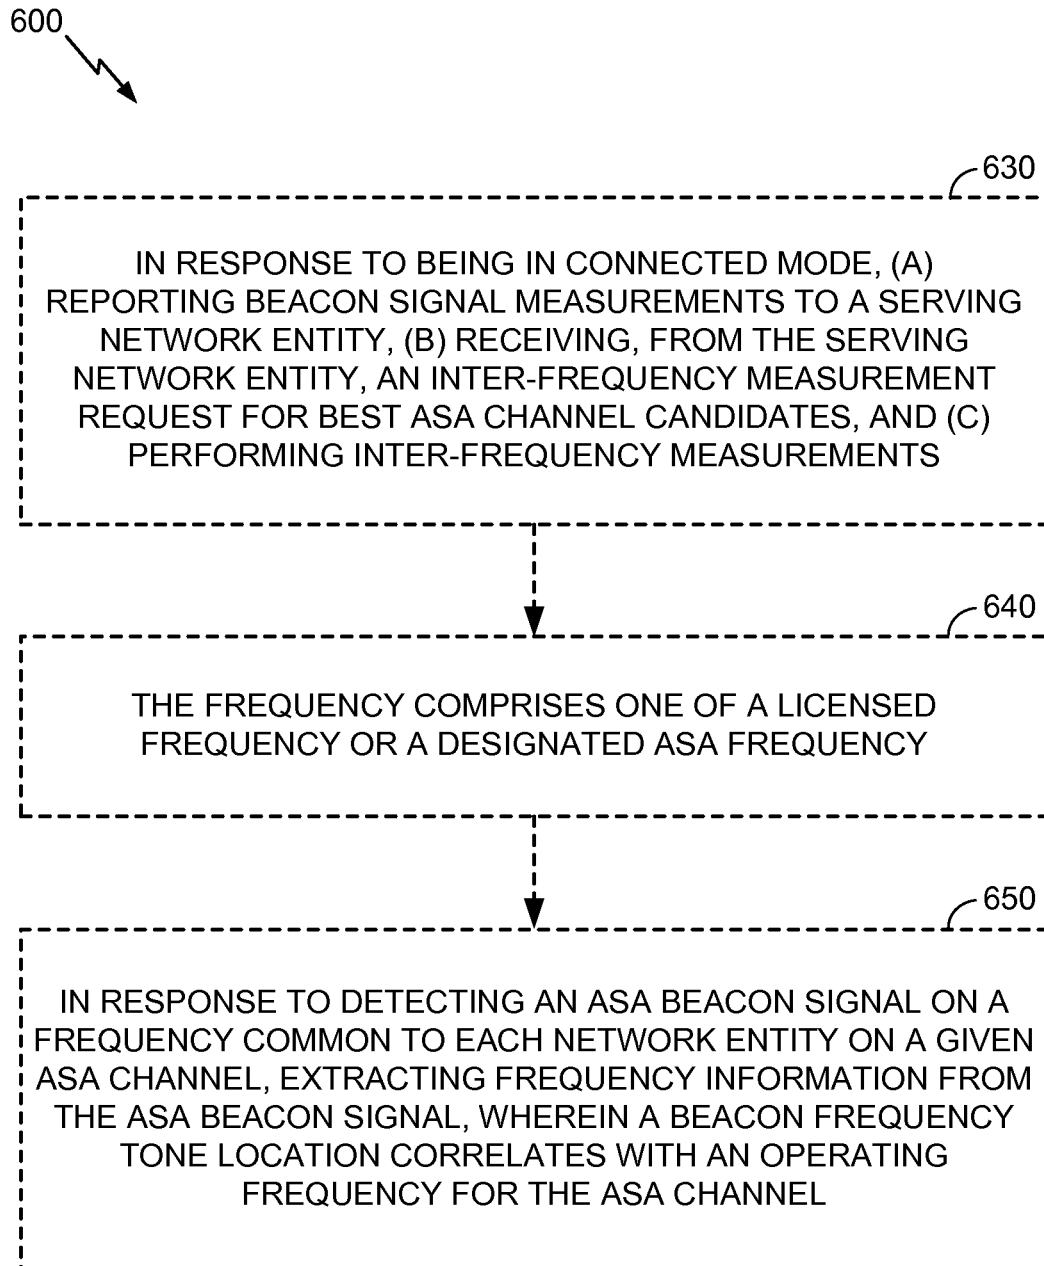 600
630
IN RESPONSE TO BEING IN CONNECTED MODE, (A)
REPORTING BEACON SIGNAL MEASUREMENTS TO A SERVING
NETWORK ENTITY, (B) RECEIVING, FROM THE SERVING
NETWORK ENTITY, AN INTER-FREQUENCY MEASUREMENT
REQUEST FOR BEST ASA CHANNEL CANDIDATES, AND (C)
PERFORMING INTER-FREQUENCY MEASUREMENTS
640
THE FREQUENCY COMPRISES ONE OF A LICENSED
FREQUENCY OR A DESIGNATED ASA FREQUENCY
650
IN RESPONSE TO DETECTING AN ASA BEACON SIGNAL ON A
FREQUENCY COMMON TO EACH NETWORK ENTITY ON A GIVEN
ASA CHANNEL, EXTRACTING FREQUENCY INFORMATION FROM
THE ASA BEACON SIGNAL, WHEREIN A BEACON FREQUENCY
TONE LOCATION CORRELATES WITH AN OPERATING
FREQUENCY FOR THE ASA CHANNEL